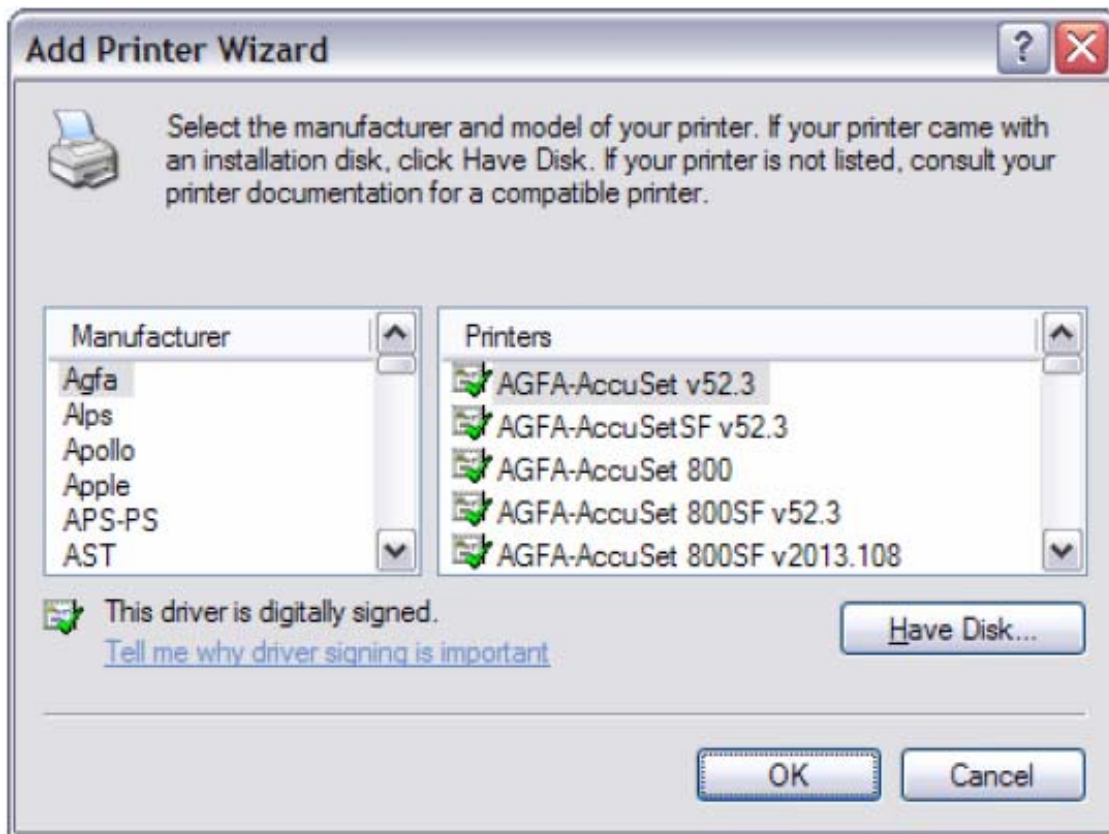 Add Printer Wizard
?
Select the manufacturer and model of your printer. If your printer came with
an installation disk, click Have Disk. If your printer is not listed, consult your
printer documentation for a compatible printer.
Manufacturer
Agfa
Alps
Apollo
Apple
APS-PS
AST
Printers
AGFA-AccuSet v52.3
AGFA-AccuSetSF v52.3
AGFA-AccuSet 800
AGFA-AccuSet 800SF v52.3
AGFA-AccuSet 800SF v2013.108
This driver is digitally signed.
Tell me why driver signing is important
Have Disk...
OK
Cancel